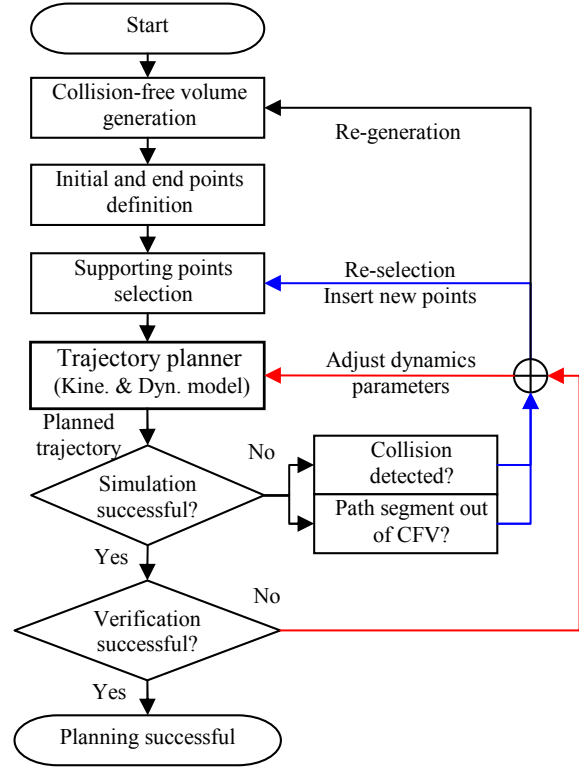 Start
Collision-free volume
generation
Re-generation
Initial and end points
definition
Supporting points
selection
Re-selection
Insert new points
Trajectory planner
(Kine. & Dyn. model)
Adjust dynamics
parameters
Planned
trajectory
No
Collision
detected?
Simulation
successful?
Path segment out
of CFV?
Yes
No
Verification
successful?
Yes
Planning successful